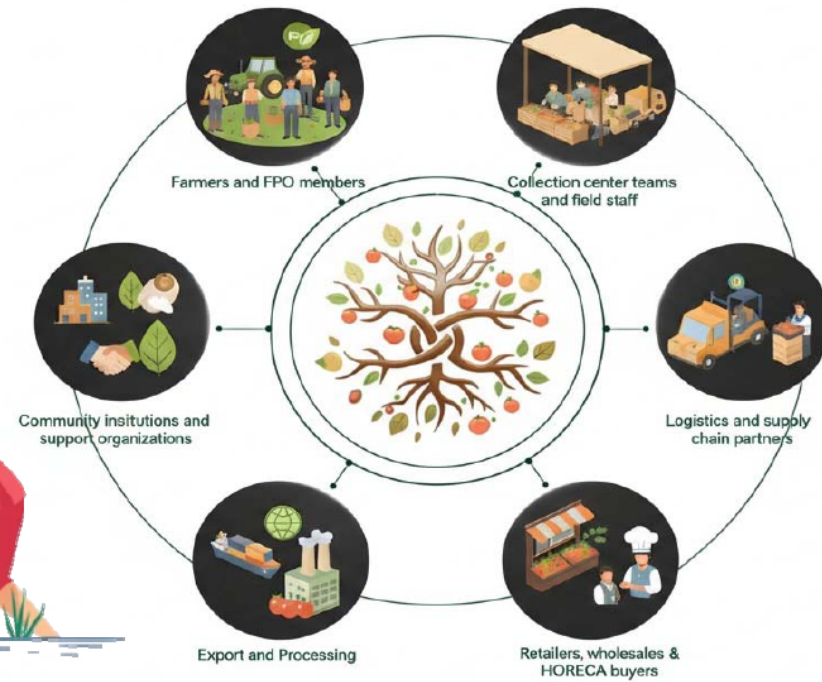 Farmers and FPO members
Collection center teams
and field staff
Community insitutions and
support organizations
Logistics and supply
chain partners
Export and Processing
Retailers, wholesales &
HORECA buyers